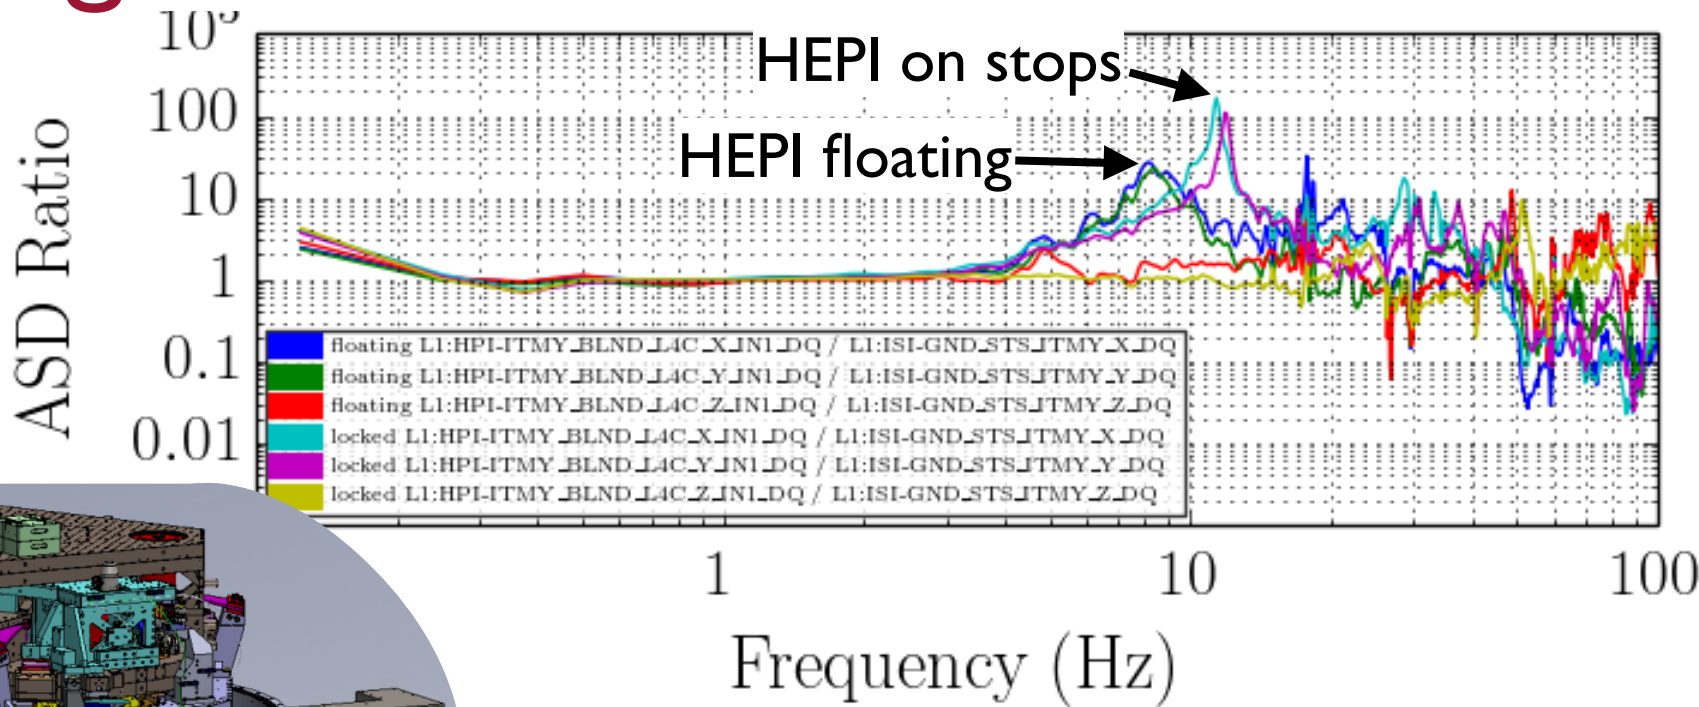 g
10³
HEPI on stops
100
HEPI floating
10
1
0.1
0.01
ASD Ratio
floating L1:HPI-ITMY_BLND_L4C_X_IN1_DQ / L1:ISI-GND_STS_ITMY_X_DQ
floating L1:HPI-ITMY_BLND_L4C_Y_IN1_DQ / L1:ISI-GND_STS_ITMY_Y_DQ
floating L1:HPI-ITMY_BLND_L4C_Z_IN1_DQ / L1:ISI-GND_STS_ITMY_Z_DQ
locked L1:HPI-ITMY_BLND_L4C_X_IN1_DQ / L1:ISI-GND_STS_ITMY_X_DQ
locked L1:HPI-ITMY_BLND_L4C_Y_IN1_DQ / L1:ISI-GND_STS_ITMY_Y_DQ
locked L1:HPI-ITMY_BLND_L4C_Z_IN1_DQ / L1:ISI-GND_STS_ITMY_Z_DQ
1 10 100
Frequency (Hz)